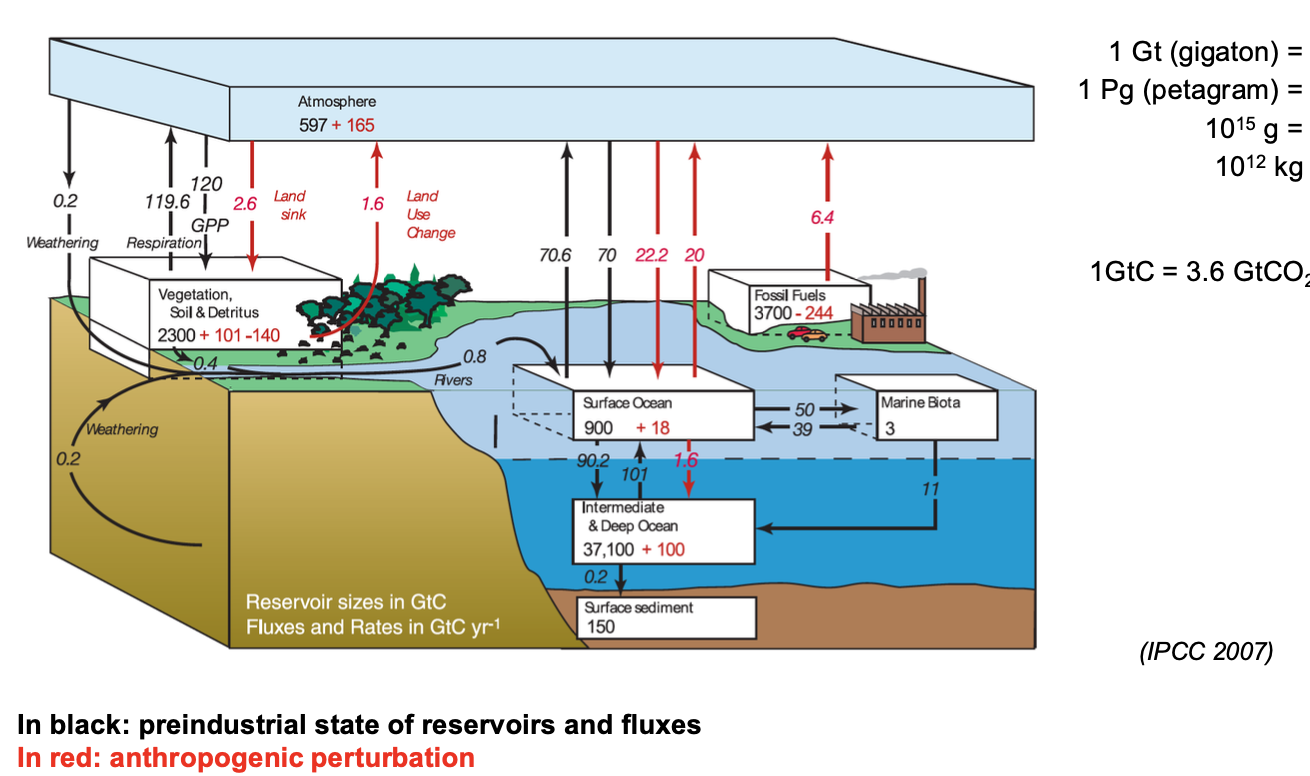 Atmosphere
597 + 165
0.2
Weathering
119.6
Respiration
120
GPP
2.6
Land
sink
1.6
Land
Use
Change
70.6
70
22.2
20
6.4
Vegetation,
Soil & Detritus
2300 + 101 -140
0.4
0.8
Rivers
Fossil Fuels
3700 - 244
Surface Ocean
900 + 18
50
39
Marine Biota
3
Weathering
0.2
90.2
101
1.6
11
Intermediate
& Deep Ocean
37,100 + 100
0.2
Surface sediment
150
Reservoir sizes in GtC
Fluxes and Rates in GtC yr⁻¹
1 Gt (gigaton) =
1 Pg (petagram) =
10¹⁵ g =
10¹² kg
1GtC = 3.6 GtCO₂
(IPCC 2007)
In black: preindustrial state of reservoirs and fluxes
In red: anthropogenic perturbation